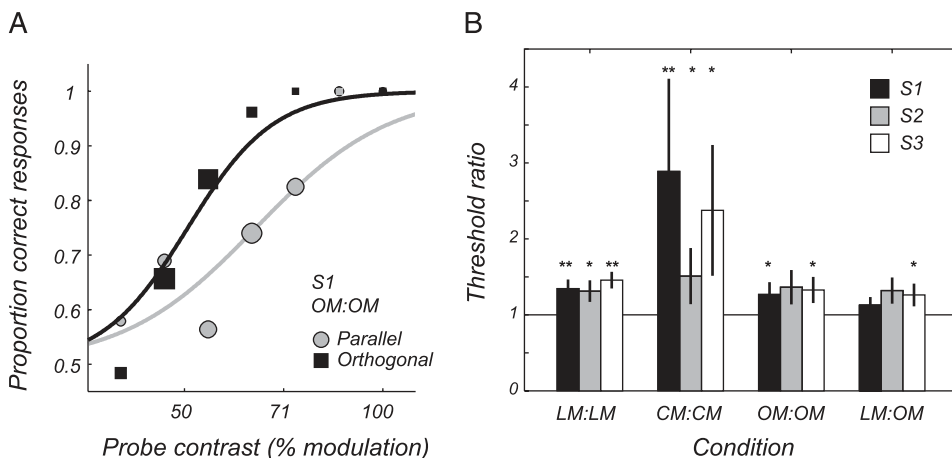 A
Proportion correct responses
1
0.9
0.8
0.7
0.6
0.5
S1
OM:OM
Parallel
Orthogonal
50
71
100
Probe contrast (% modulation)
B
Threshold ratio
4
3
2
1
0
** * *
S1
S2
S3
** * **
* *
*
LM:LM CM:CM OM:OM LM:OM
Condition